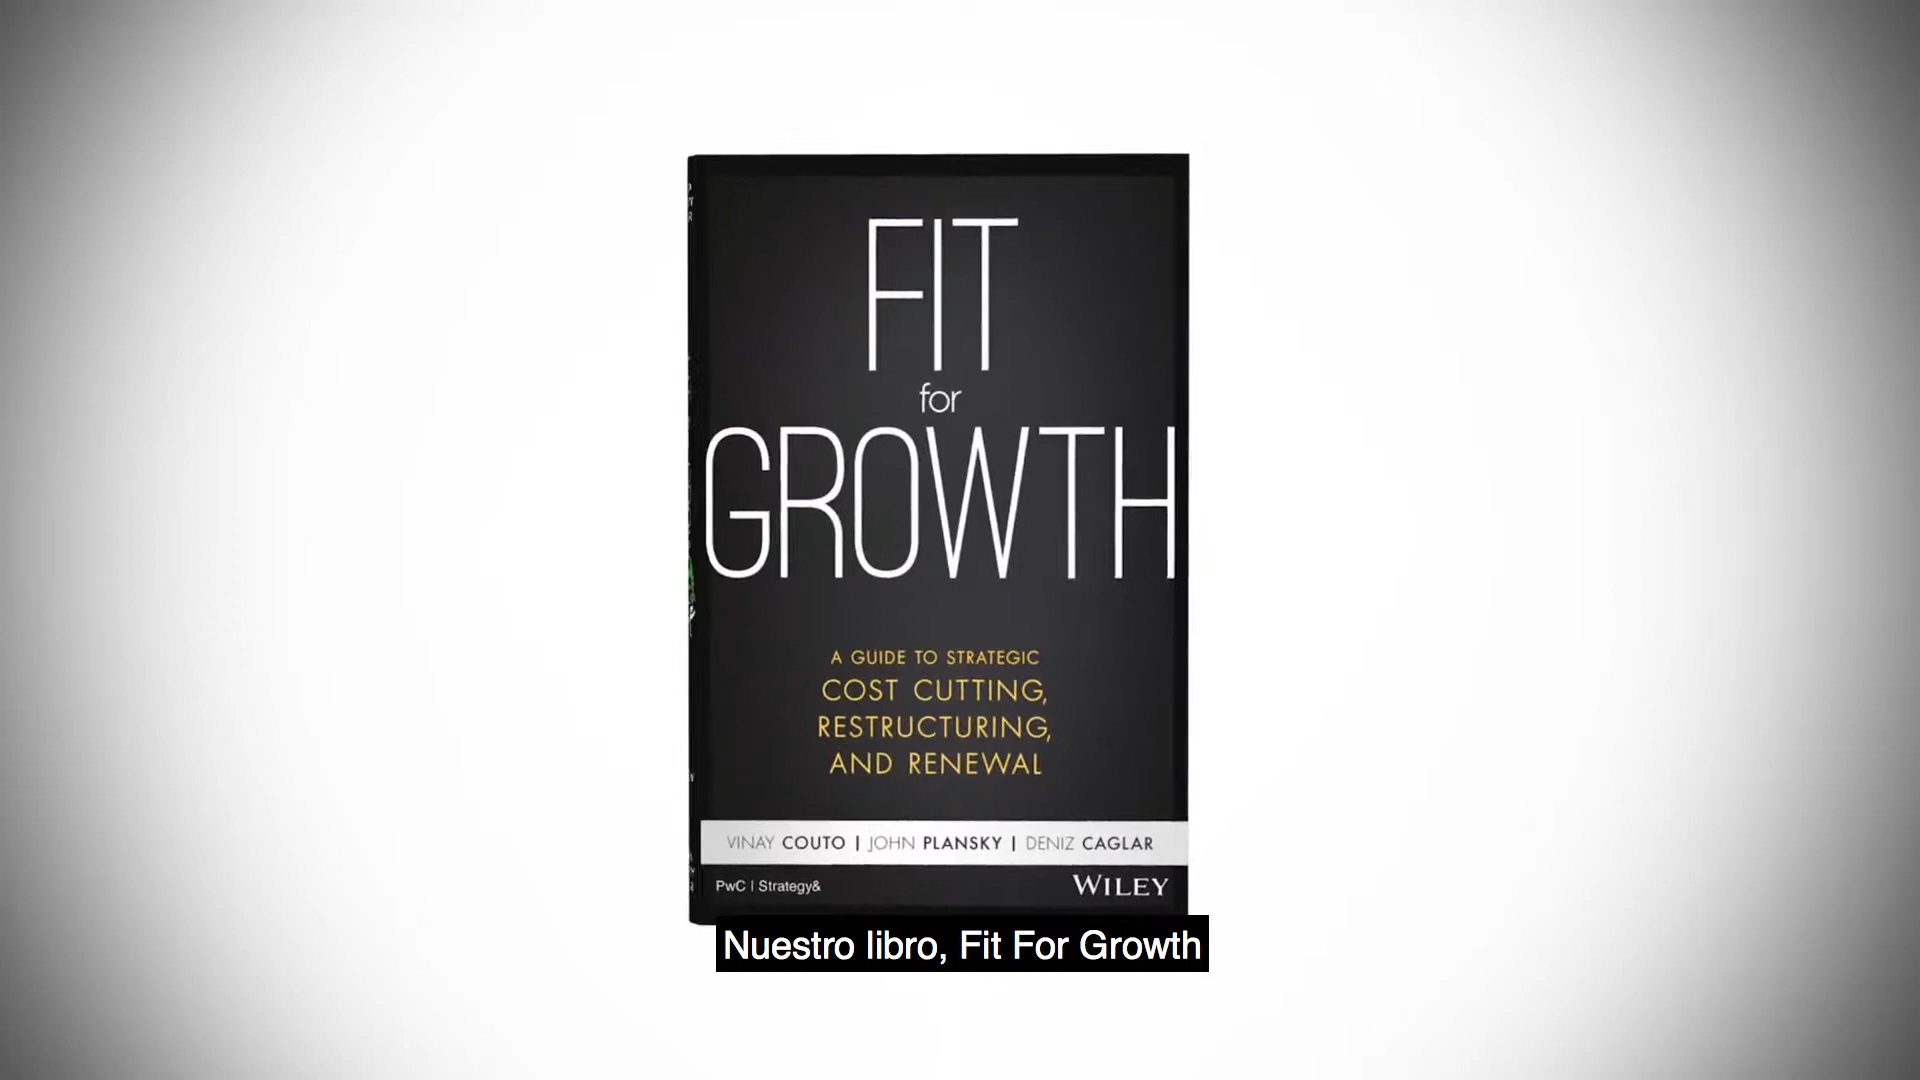 FIT
for
GROWTH
A GUIDE TO STRATEGIC
COST CUTTING,
RESTRUCTURING,
AND RENEWAL
VINAY COUTO | JOHN PLANSKY | DENIZ CAGLAR
PwC | Strategy& WILEY
Nuestro libro, Fit For Growth